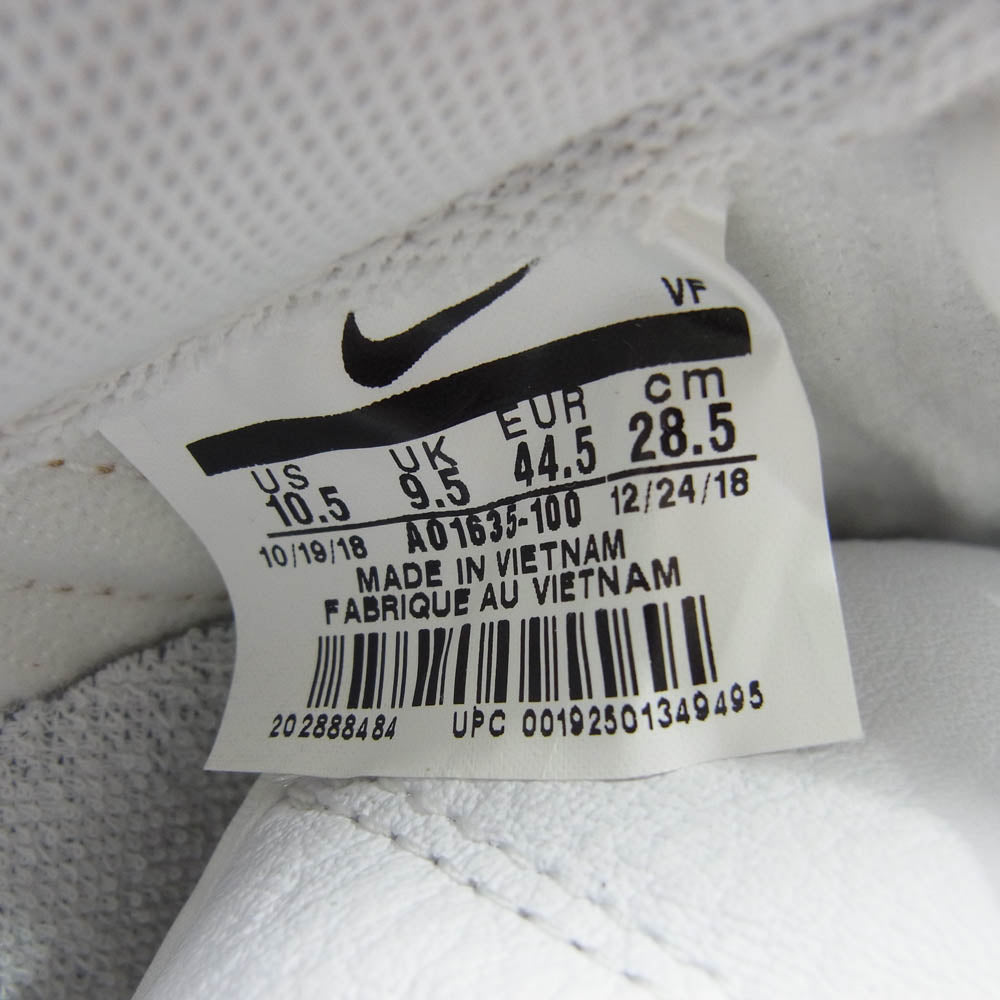 VF
US UK EUR cm
10.5 9.5 44.5 28.5
10/19/18 AO1635-100 12/24/18
MADE IN VIETNAM
FABRIQUE AU VIETNAM
202888484 UPC 00192501349495